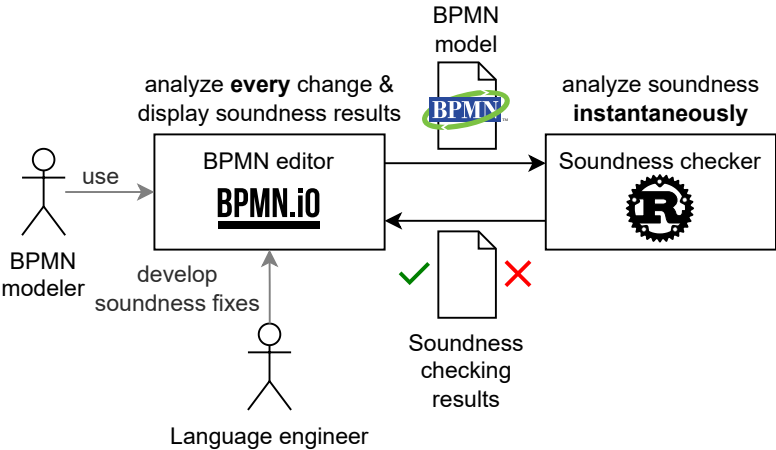 BPMN
model
analyze every change &
display soundness results
analyze soundness
instantaneously
BPMN
BPMN editor
BPMN.iO
Soundness checker
R
use
BPMN
modeler
develop
soundness fixes
Soundness
checking
results
Language engineer